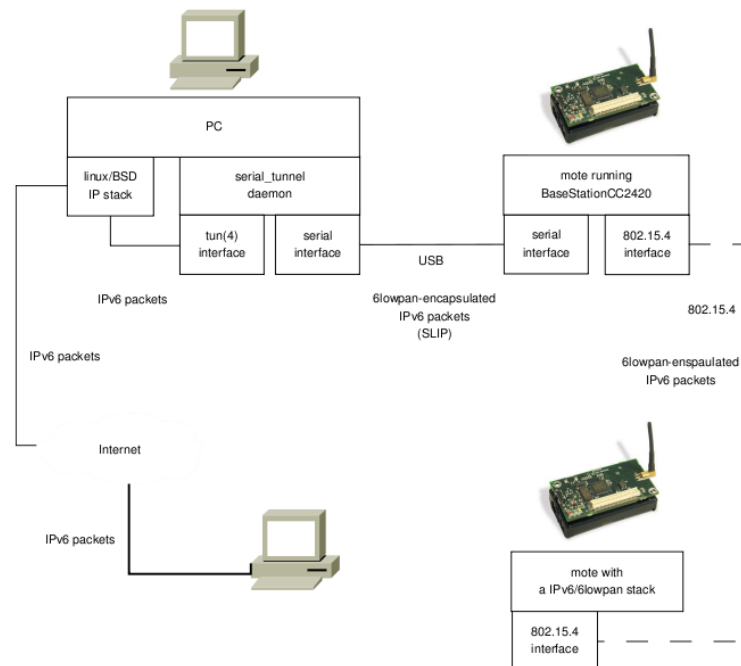 PC
linux/BSD
IP stack
serial_tunnel
daemon
mote running
BaseStationCC2420
tun(4)
interface
serial
interface
serial
interface
802.15.4
interface
USB
IPv6 packets
6lowpan-encapsulated
IPv6 packets
(SLIP)
802.15.4
IPv6 packets
6lowpan-enspaulated
IPv6 packets
Internet
IPv6 packets
mote with
a IPv6/6lowpan stack
802.15.4
interface